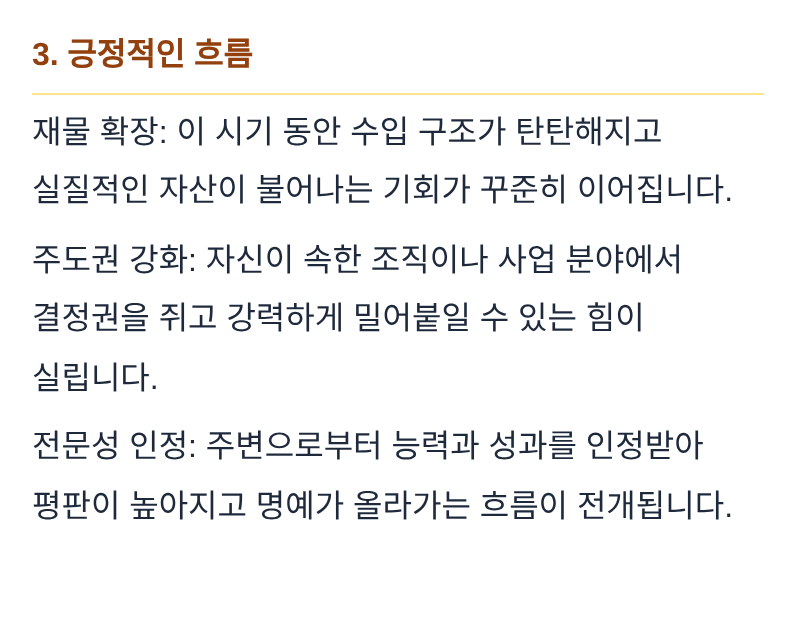 3. 긍정적인 흐름
재물 확장: 이 시기 동안 수입 구조가 탄탄해지고
실질적인 자산이 불어나는 기회가 꾸준히 이어집니다.
주도권 강화: 자신이 속한 조직이나 사업 분야에서
결정권을 쥐고 강력하게 밀어붙일 수 있는 힘이
실립니다.
전문성 인정: 주변으로부터 능력과 성과를 인정받아
평판이 높아지고 명예가 올라가는 흐름이 전개됩니다.